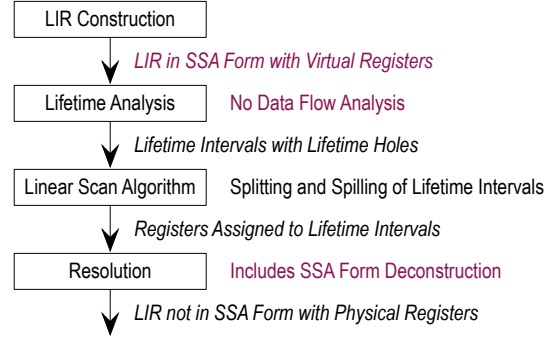 LIR Construction
LIR in SSA Form with Virtual Registers
Lifetime Analysis
No Data Flow Analysis
Lifetime Intervals with Lifetime Holes
Linear Scan Algorithm
Splitting and Spilling of Lifetime Intervals
Registers Assigned to Lifetime Intervals
Resolution
Includes SSA Form Deconstruction
LIR not in SSA Form with Physical Registers